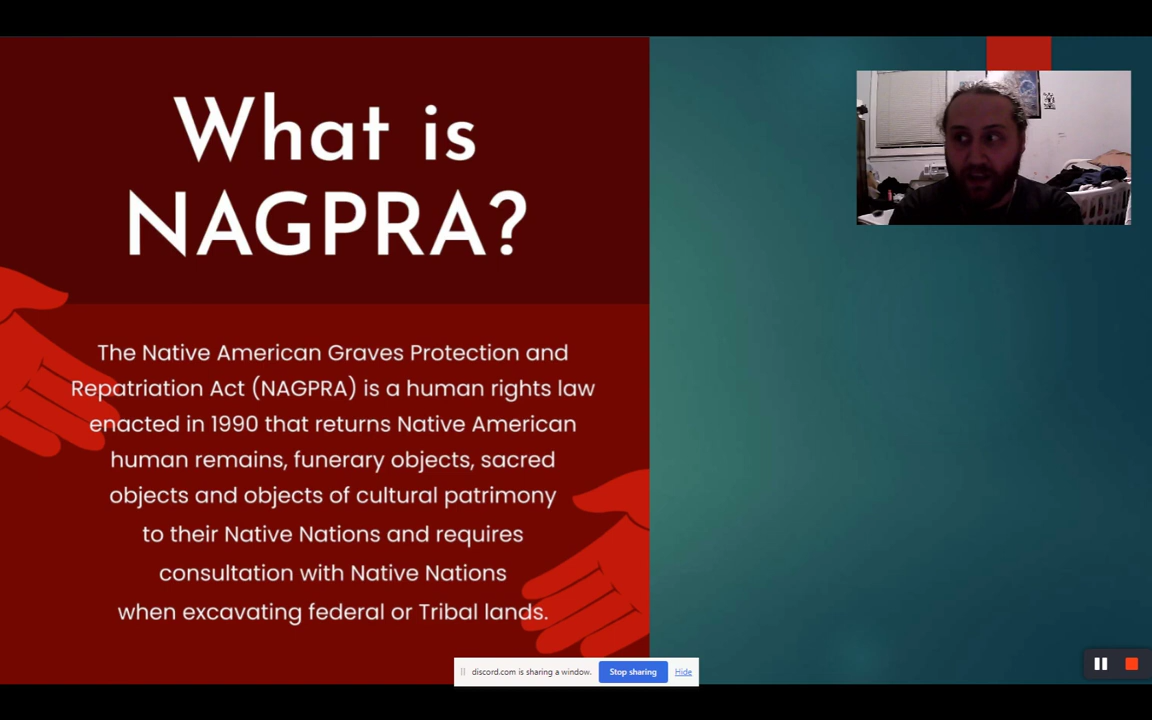 What is
NAGPRA?
The Native American Graves Protection and
Repatriation Act (NAGPRA) is a human rights law
enacted in 1990 that returns Native American
human remains, funerary objects, sacred
objects and objects of cultural patrimony
to their Native Nations and requires
consultation with Native Nations
when excavating federal or Tribal lands.
discord.com is sharing a window. Stop sharing Hide